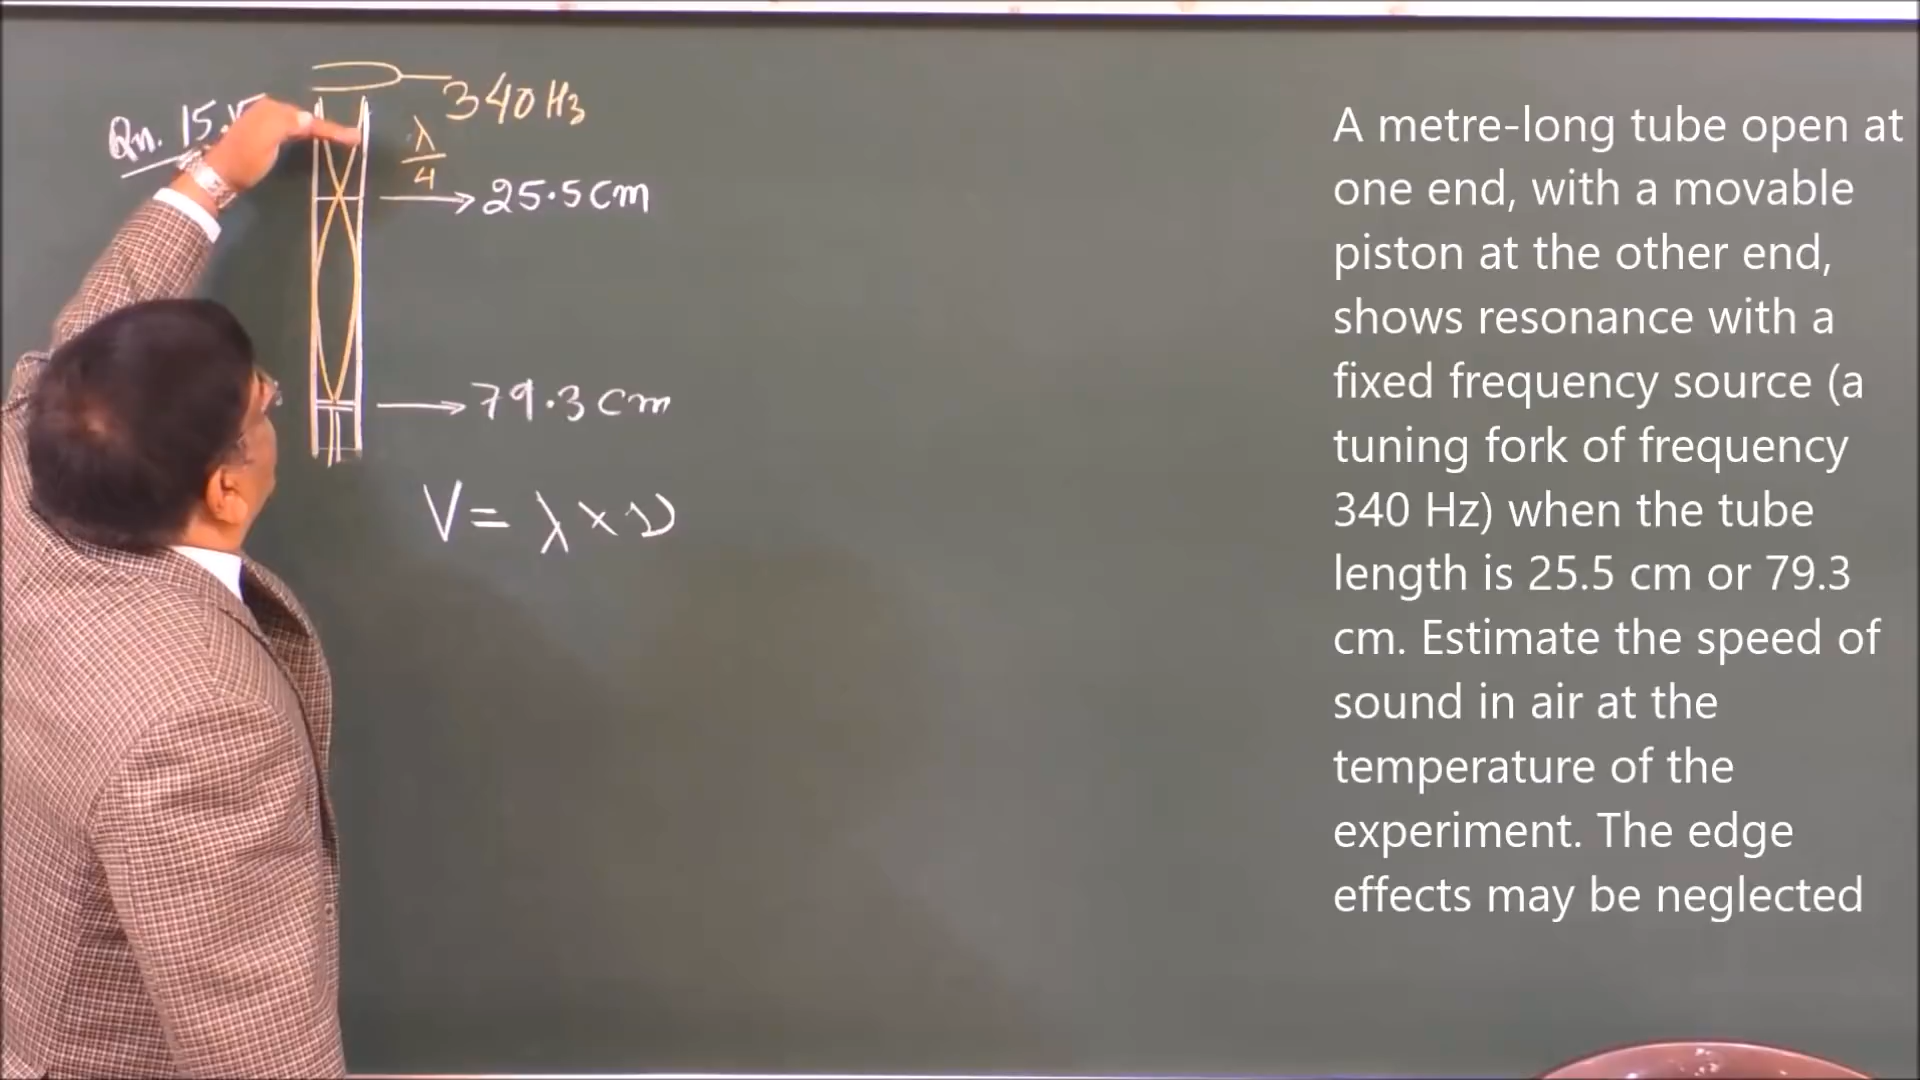 340 Hz
Qn. 15.
λ/4
25.5 cm
79.3 cm
V = λ × ν
A metre-long tube open at
one end, with a movable
piston at the other end,
shows resonance with a
fixed frequency source (a
tuning fork of frequency
340 Hz) when the tube
length is 25.5 cm or 79.3
cm. Estimate the speed of
sound in air at the
temperature of the
experiment. The edge
effects may be neglected